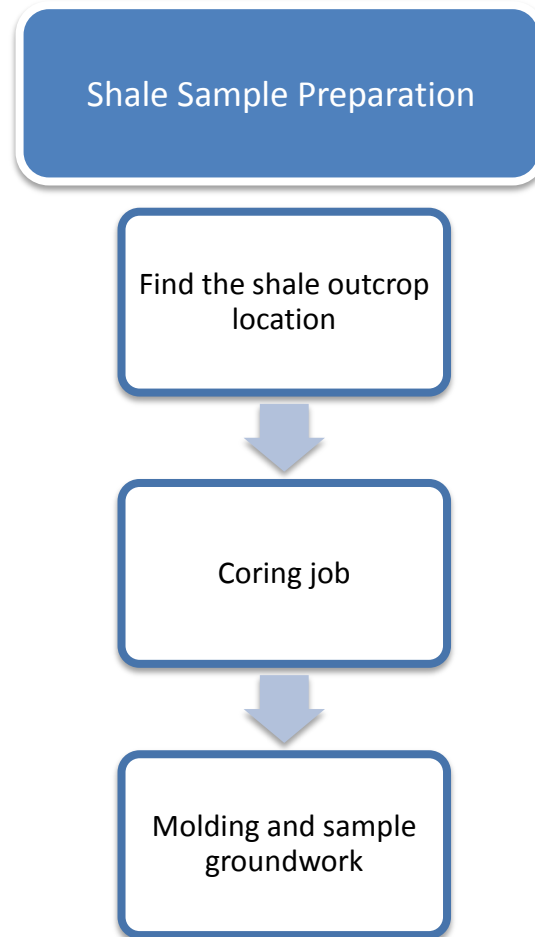 Shale Sample Preparation
Find the shale outcrop
location
Coring job
Molding and sample
groundwork